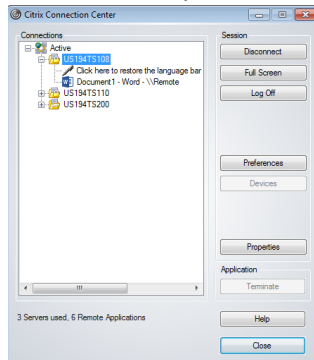 Citrix Connection Center
Connections
Active
US194TS108
Click here to restore the language bar
Document1 - Word - \\Remote
US194TS110
US194TS200
Session
Disconnect
Full Screen
Log Off
Preferences
Devices
Properties
Application
Terminate
3 Servers used, 6 Remote Applications
Help
Close